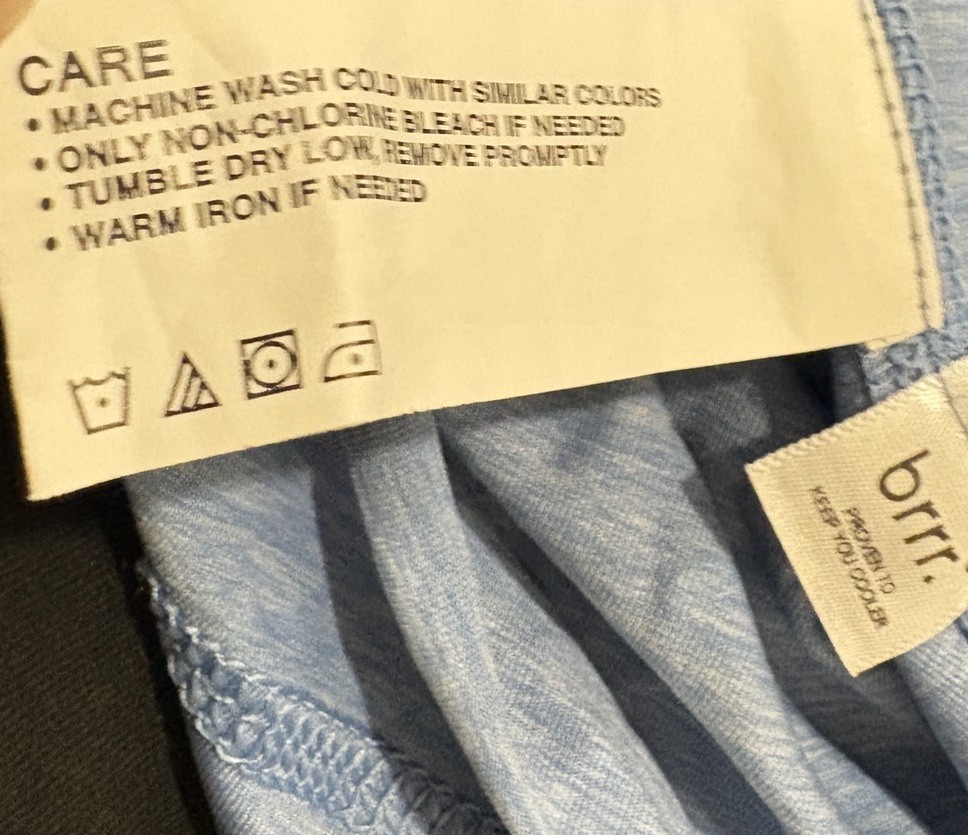 CARE
• MACHINE WASH COLD WITH SIMILAR COLORS
• ONLY NON-CHLORINE BLEACH IF NEEDED
• TUMBLE DRY LOW, REMOVE PROMPTLY
• WARM IRON IF NEEDED
brrr.
PROVEN TO
KEEP YOU COOLER